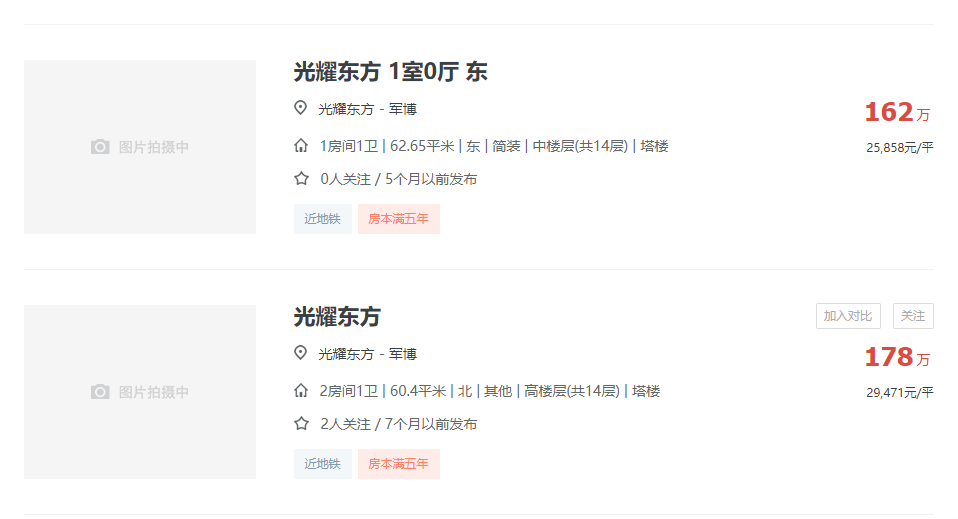 光耀东方 1室0厅 东
光耀东方 - 军博
162万
图片拍摄中
1房间1卫 | 62.65平米 | 东 | 简装 | 中楼层(共14层) | 塔楼
25,858元/平
0人关注 / 5个月以前发布
近地铁 房本满五年
光耀东方
加入对比 关注
光耀东方 - 军博
178万
图片拍摄中
2房间1卫 | 60.4平米 | 北 | 其他 | 高楼层(共14层) | 塔楼
29,471元/平
2人关注 / 7个月以前发布
近地铁 房本满五年